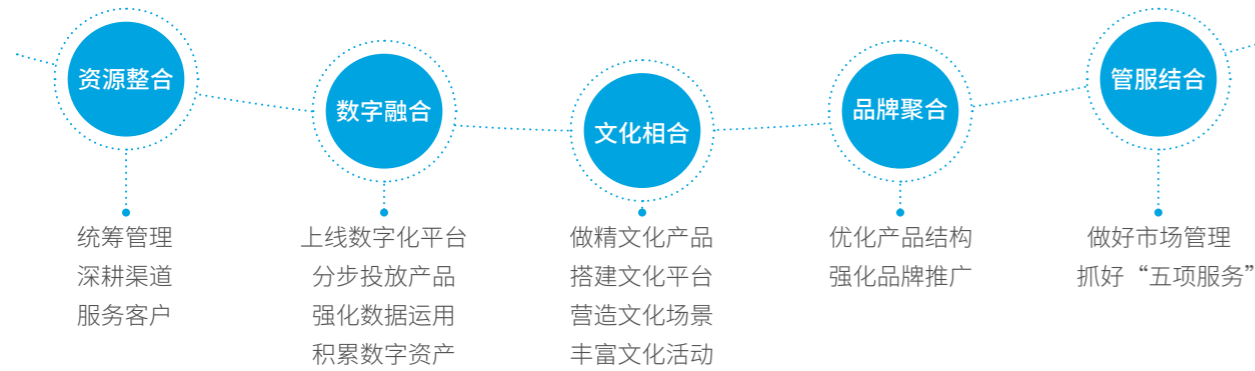 资源整合
统筹管理
深耕渠道
服务客户
数字融合
上线数字化平台
分步投放产品
强化数据运用
积累数字资产
文化相合
做精文化产品
搭建文化平台
营造文化场景
丰富文化活动
品牌聚合
优化产品结构
强化品牌推广
管服结合
做好市场管理
抓好“五项服务”